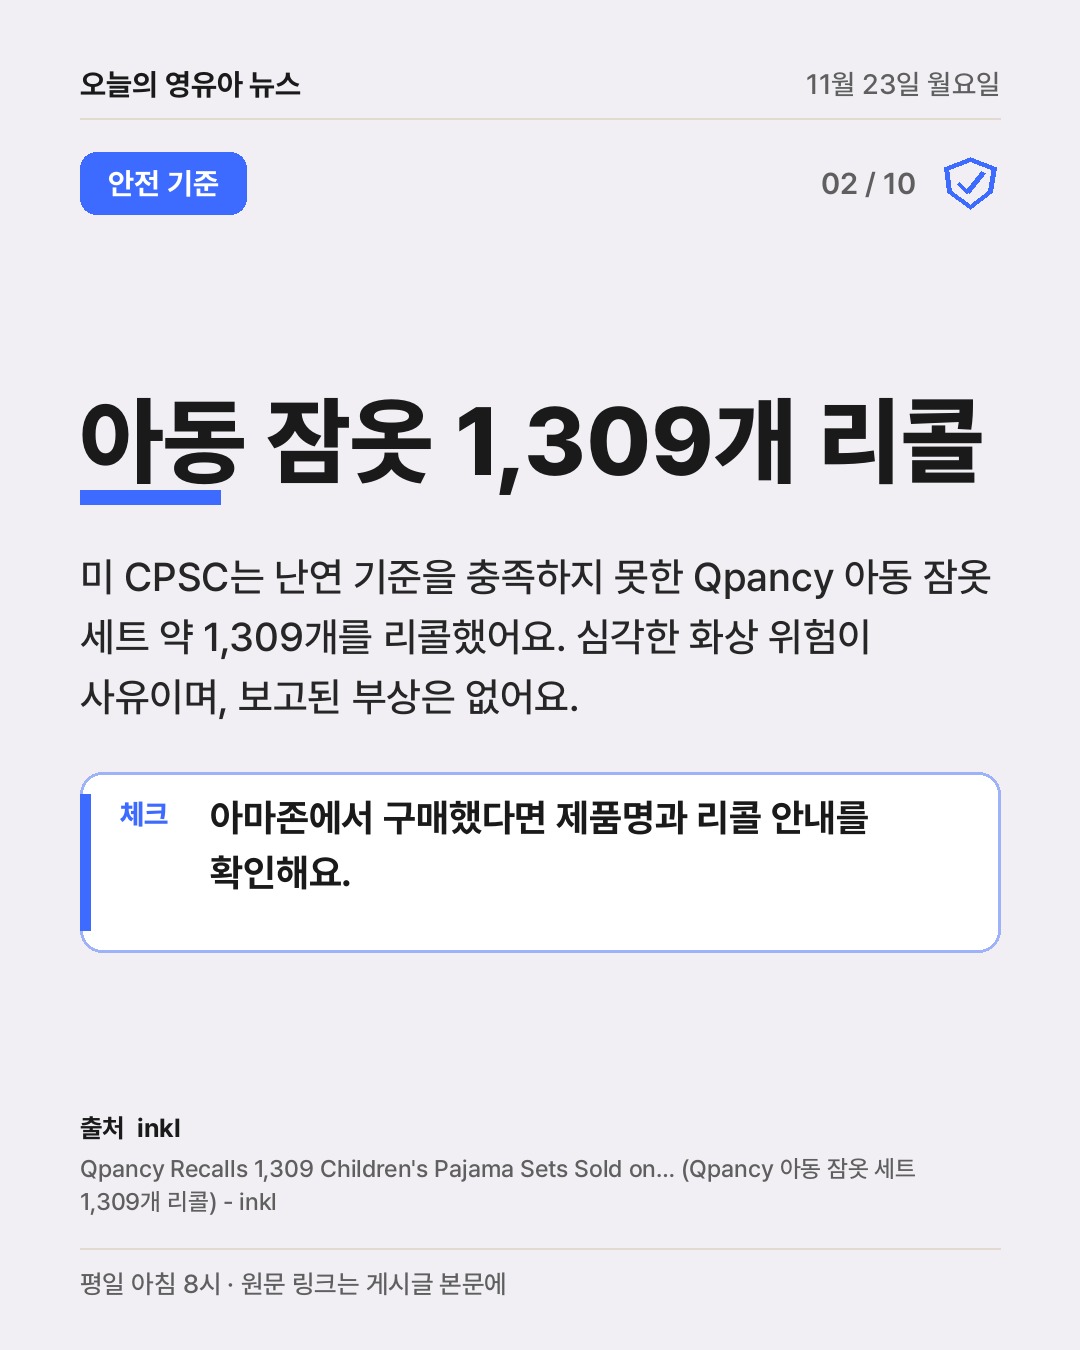 오늘의 영유아 뉴스
11월 23일 월요일
안전 기준
02 / 10
아동 잠옷 1,309개 리콜
미 CPSC는 난연 기준을 충족하지 못한 Qpancy 아동 잠옷
세트 약 1,309개를 리콜했어요. 심각한 화상 위험이
사유이며, 보고된 부상은 없어요.
체크
아마존에서 구매했다면 제품명과 리콜 안내를
확인해요.
출처 inkl
Qpancy Recalls 1,309 Children's Pajama Sets Sold on... (Qpancy 아동 잠옷 세트
1,309개 리콜) - inkl
평일 아침 8시 · 원문 링크는 게시글 본문에